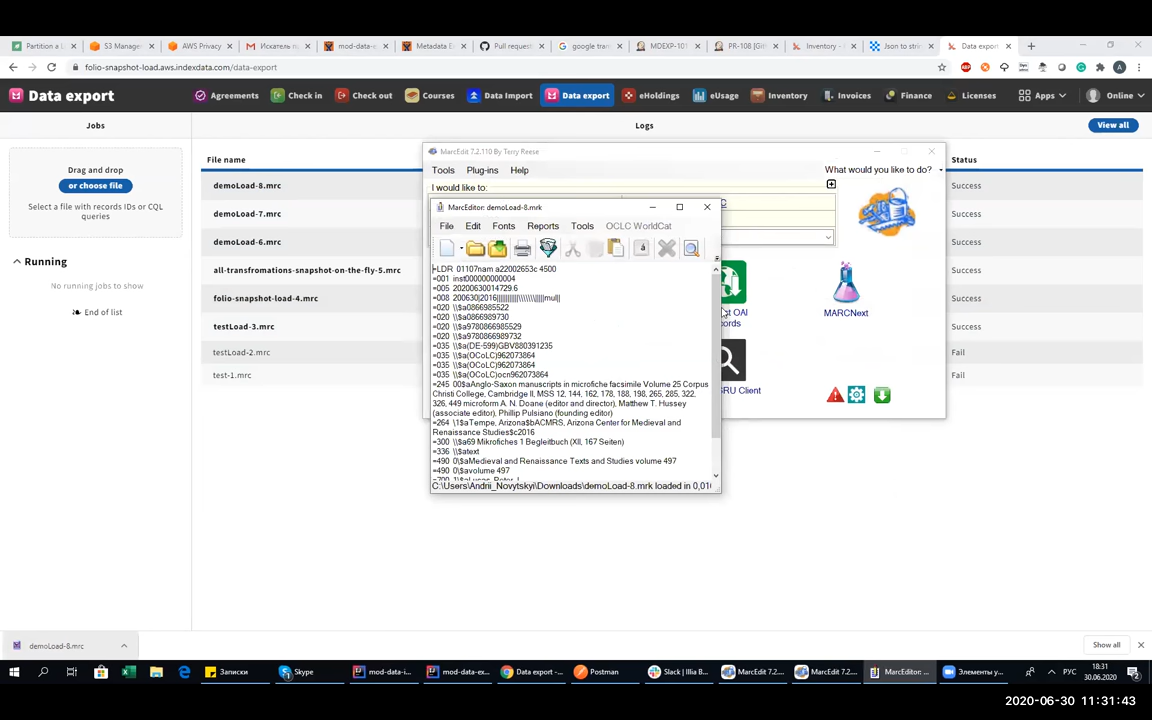 Partition a L
S3 Manage
AWS Privacy
mod-data-e
Metadata E
Pull request
google tran
MDEXP-101
PR-108 [Git
Inventory -
Json to strin
Data export
folio-snapshot-load.aws.indexdata.com/data-export
Data export
Agreements
Check in
Check out
Courses
Data Import
Data export
eHoldings
eUsage
Inventory
Invoices
Finance
Licenses
Apps
Online
Jobs
Logs
View all
Drag and drop
or choose file
Select a file with records IDs or CQL
queries
Running
No running jobs to show
End of list
File name
Status
demoLoad-8.mrc
Success
demoLoad-7.mrc
Success
demoLoad-6.mrc
Success
all-transfromations-snapshot-on-the-fly-5.mrc
Success
folio-snapshot-load-4.mrc
Success
testLoad-3.mrc
Success
testLoad-2.mrc
Fail
test-1.mrc
Fail
MarcEdit 7.2.110 By Terry Reese
Tools Plug-ins Help
What would you like to do?
I would like to:
MARCNext
SRU Client
MarcEditor: demoLoad-8.mrk
File Edit Fonts Reports Tools OCLC WorldCat
=LDR 01107nam a22002653c 4500
=001 inst000000000004
=005 20200630014729.6
=008 200630|2016||||||||||||\\\\\\\||||mul||
=020 \\$a0866985522
=020 \\$a0866989730
=020 \\$a9780866985529
=020 \\$a9780866989732
=035 \\$a(DE-599)GBV880391235
=035 \\$a(OCoLC)962073864
=035 \\$a(OCoLC)962073864
=035 \\$a(OCoLC)ocn962073864
=245 00$aAnglo-Saxon manuscripts in microfiche facsimile Volume 25 Corpus
Christi College, Cambridge II, MSS 12, 144, 162, 178, 188, 198, 265, 285, 322,
326, 449 microform A. N. Doane (editor and director), Matthew T. Hussey
(associate editor), Phillip Pulsiano (founding editor)
=264 \1$aTempe, Arizona$bACMRS, Arizona Center for Medieval and
Renaissance Studies$c2016
=300 \\$a69 Mikrofiches 1 Begleitbuch (XII, 167 Seiten)
=336 \\$atext
=490 0\$aMedieval and Renaissance Texts and Studies volume 497
=490 0\$avolume 497
C:\Users\Andrii_Novytskyi\Downloads\demoLoad-8.mrk loaded in 0,01
demoLoad-8.mrc
Show all
Записки
Skype
mod-data-i...
mod-data-ex...
Data export -...
Postman
Slack | Illia B...
MarcEdit 7.2...
MarcEdit 7.2...
MarcEditor: ...
Элементы у...
РУС
18:31
30.06.2020
2020-06-30 11:31:43